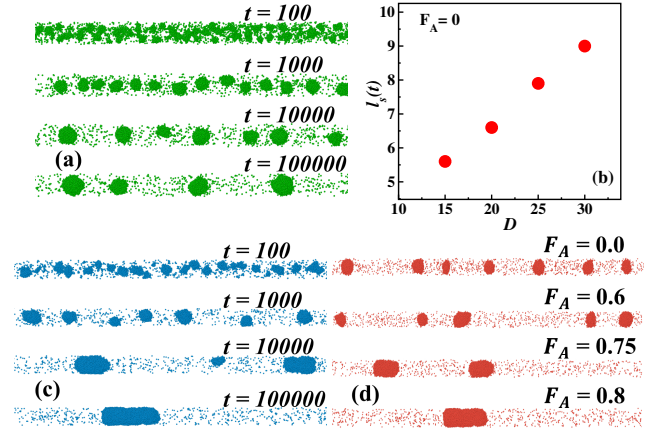 t = 100
t = 1000
t = 10000
(a)
t = 100000
F_A = 0
10
9
8
7
6
5
l_s(t)
(b)
10 15 20 25 30
D
t = 100
t = 1000
t = 10000
(c)
t = 100000
F_A = 0.0
F_A = 0.6
F_A = 0.75
(d)
F_A = 0.8